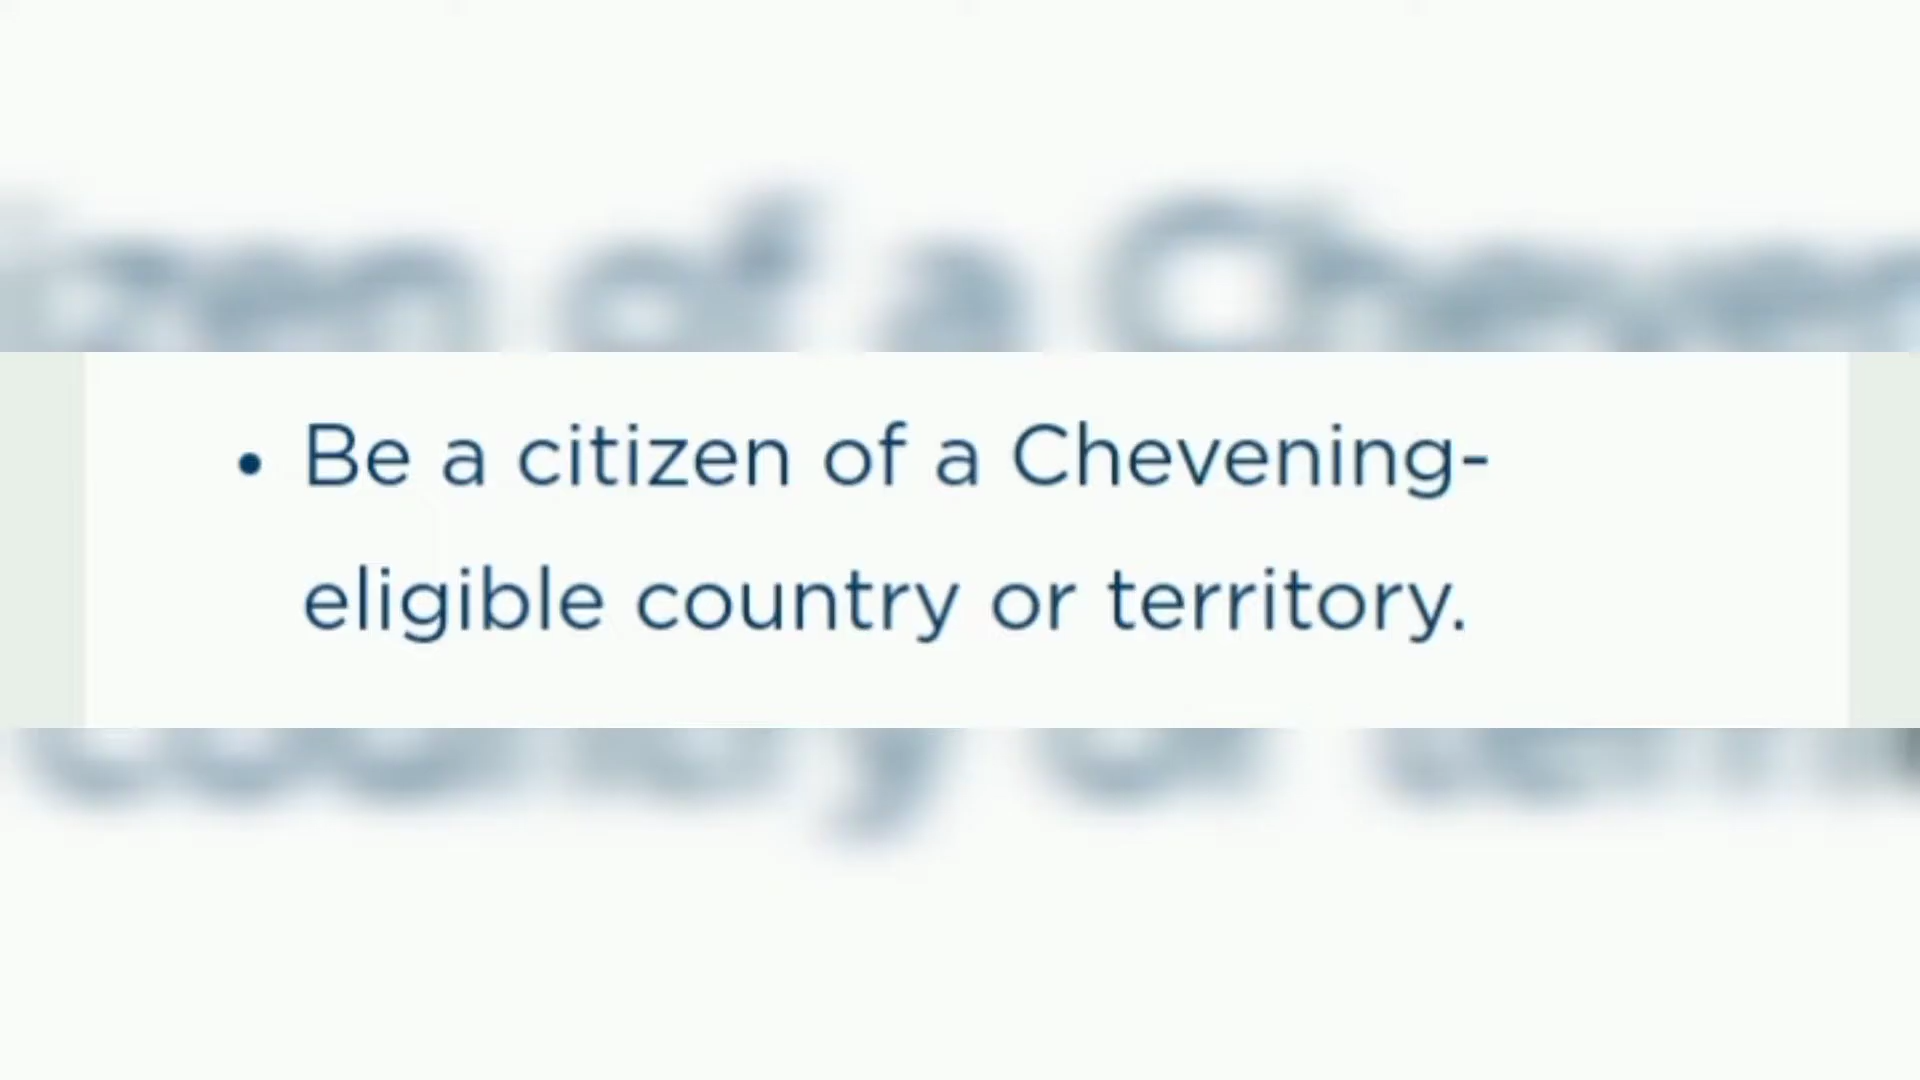 • Be a citizen of a Chevening-
eligible country or territory.